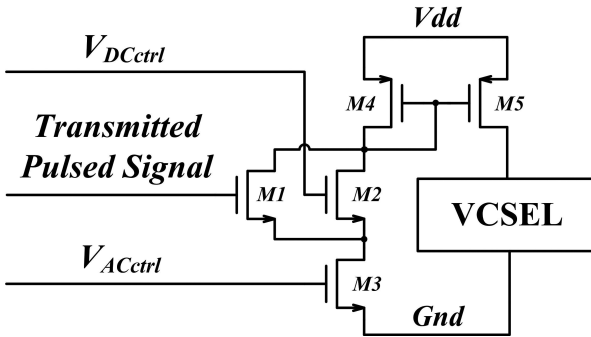 Vdd
VDCctrl
M4
M5
Transmitted
Pulsed Signal
M1
M2
VCSEL
VACctrl
M3
Gnd